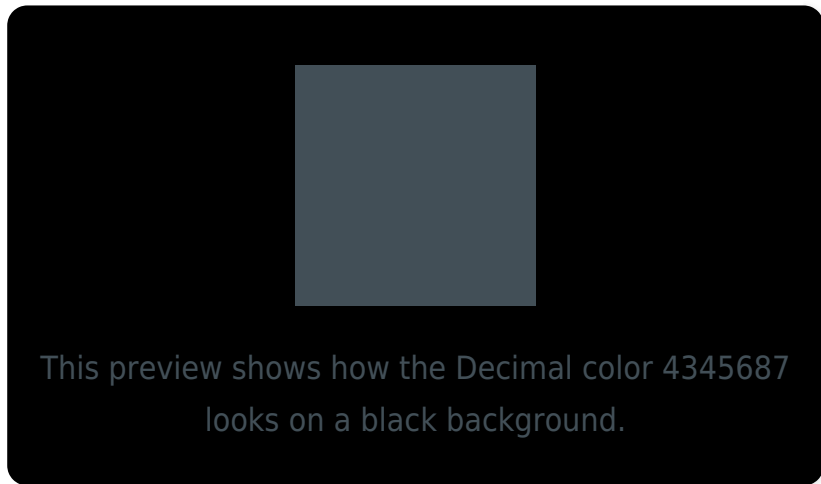 This preview shows how the Decimal color 4345687
looks on a black background.